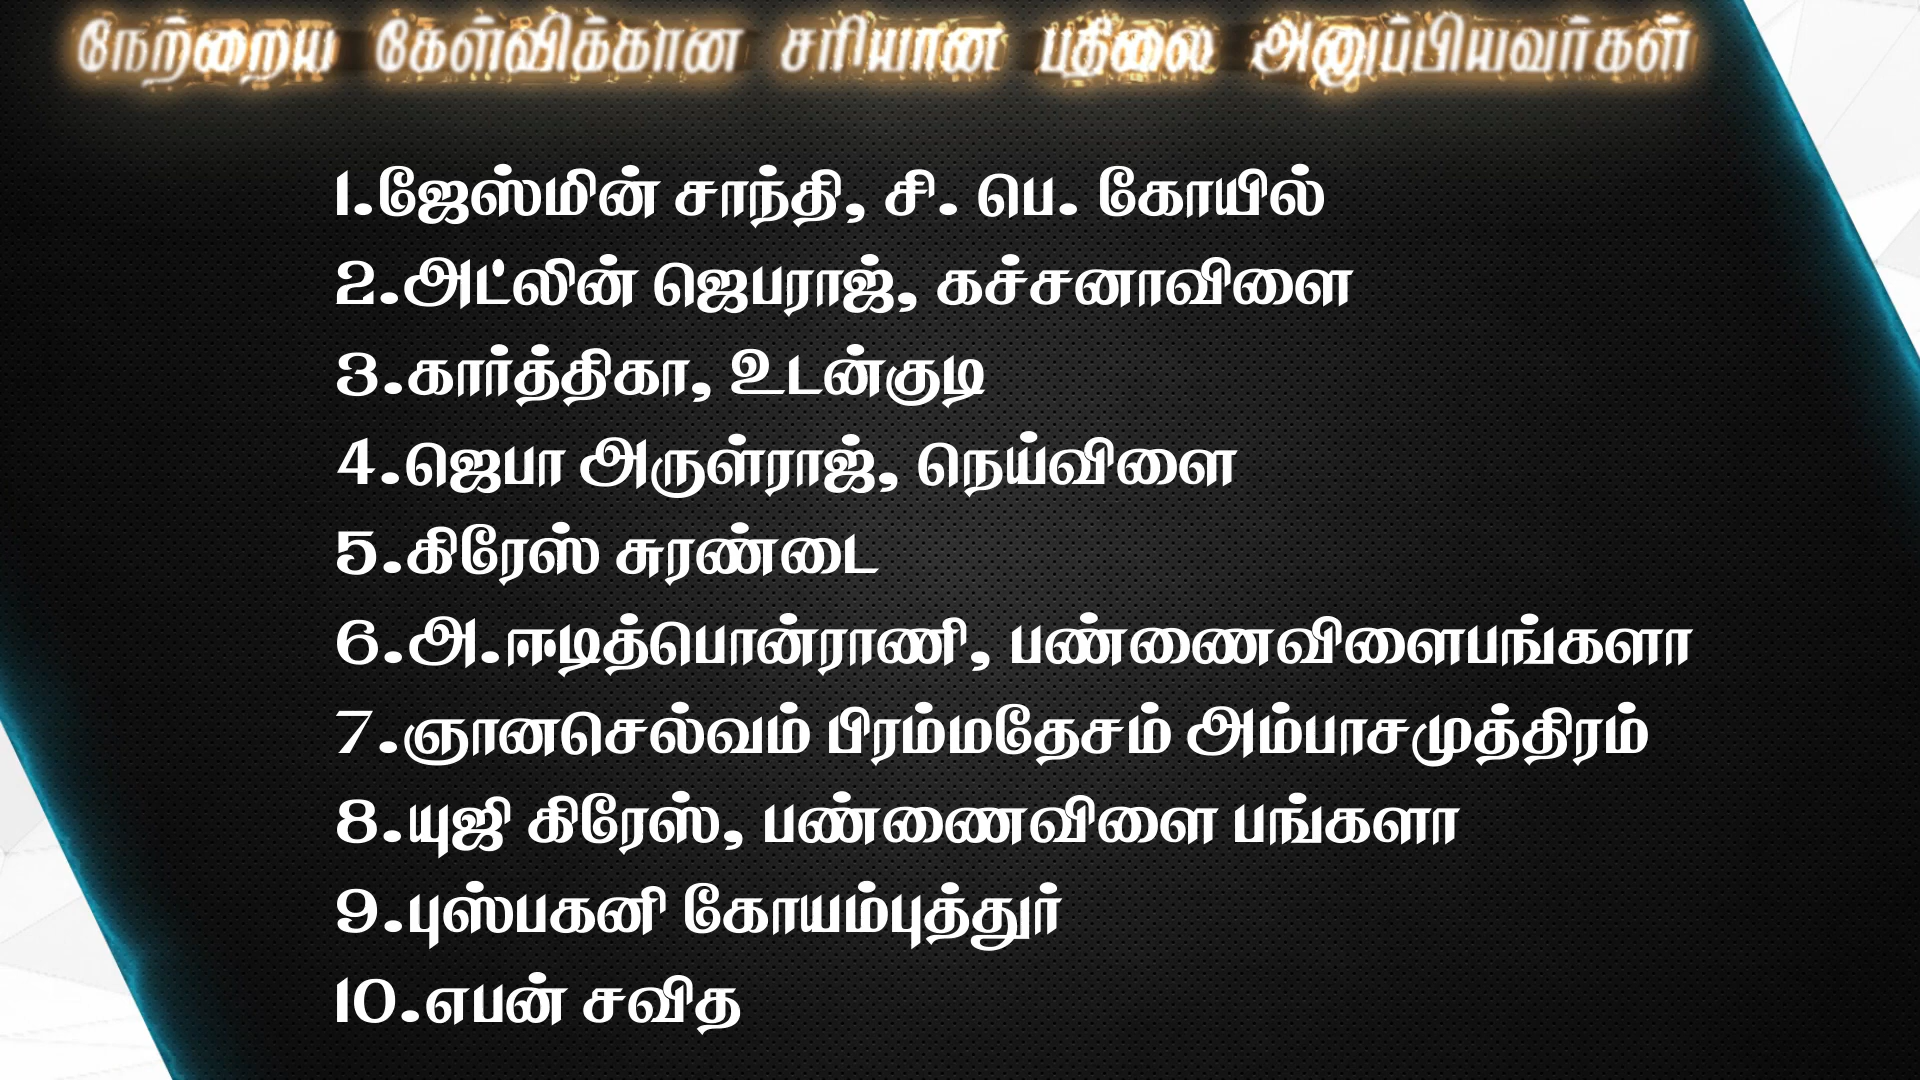 நேற்றைய கேள்விக்கான சரியான பதிலை அனுப்பியவர்கள்
1.ஜேஸ்மின் சாந்தி, சி. பெ. கோயில்
2.அட்லின் ஜெபராஜ், கச்சனாவிளை
3.கார்த்திகா, உடன்குடி
4.ஜெபா அருள்ராஜ், நெய்விளை
5.கிரேஸ் சுரண்டை
6.அ.ஈடித்பொன்ராணி, பண்ணைவிளைபங்களா
7.ஞானசெல்வம் பிரம்மதேசம் அம்பாசமுத்திரம்
8.யுஜி கிரேஸ், பண்ணைவிளை பங்களா
9.புஸ்பகனி கோயம்புத்துர்
10.எபன் சவித